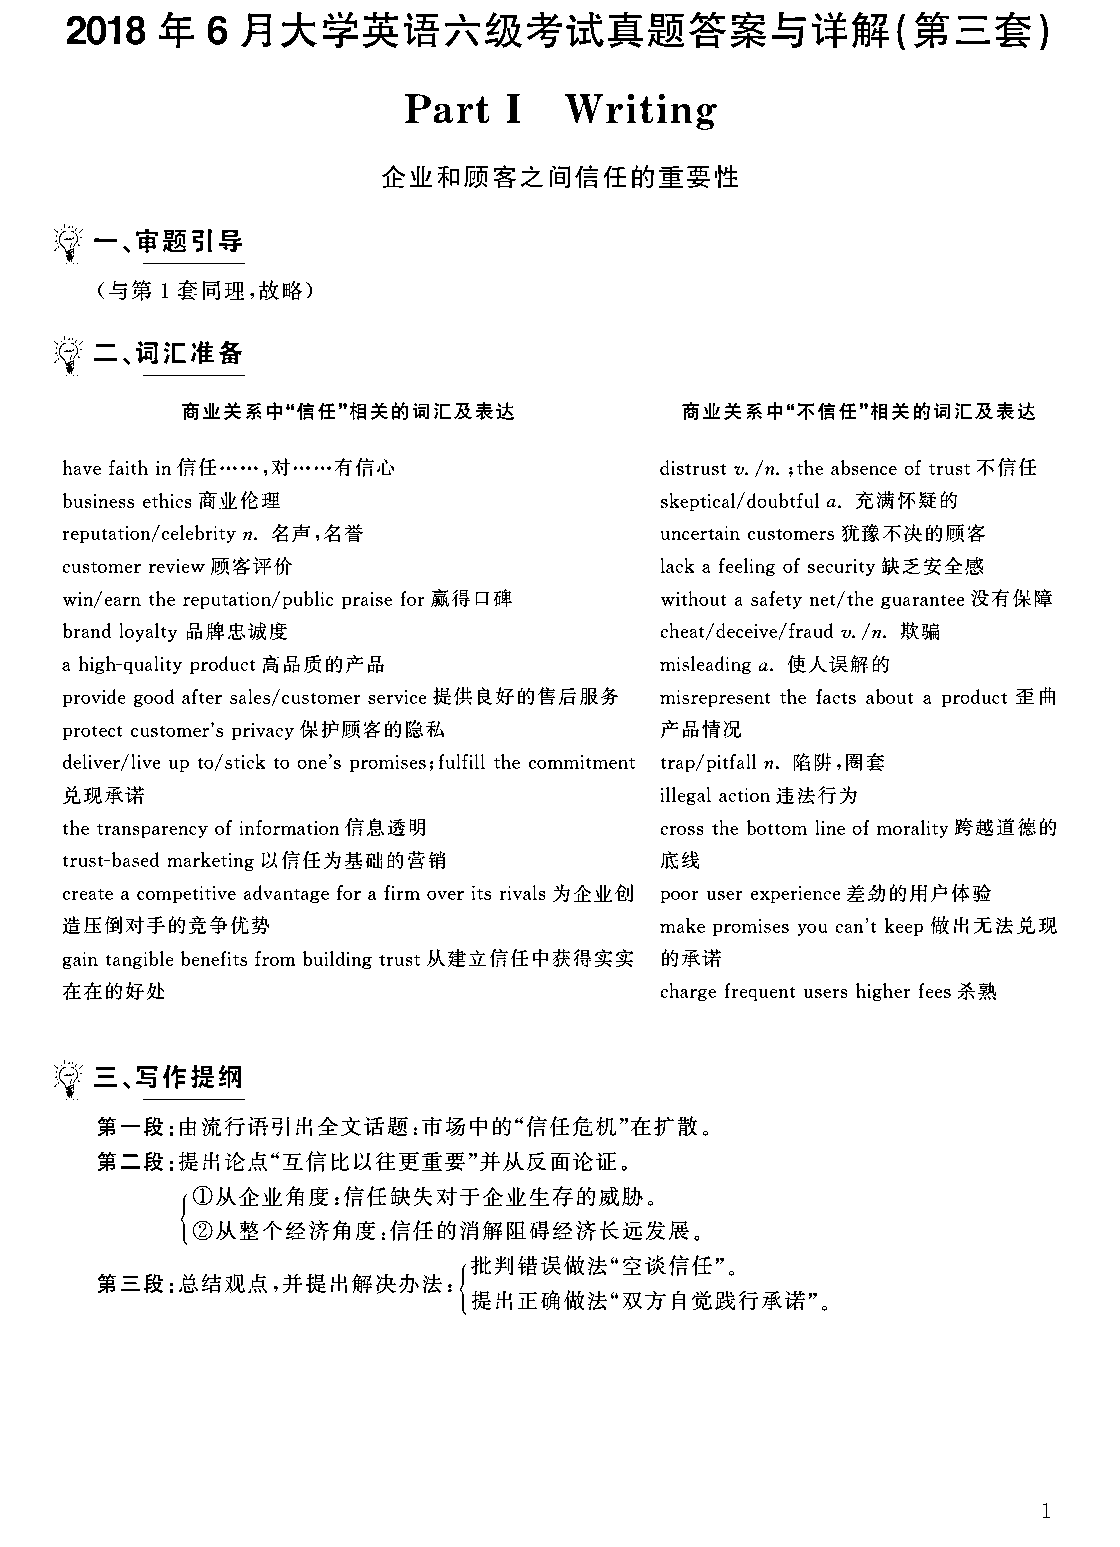 2018 年 6 月大学英语六级考试真题答案与详解(第三套)
Part I Writing
企业和顾客之间信任的重要性
一、审题引导
(与第 1 套同理,故略)
二、词汇准备
商业关系中“信任”相关的词汇及表达
have faith in 信任……,对……有信心
business ethics 商业伦理
reputation/celebrity n. 名声,名誉
customer review 顾客评价
win/earn the reputation/public praise for 赢得口碑
brand loyalty 品牌忠诚度
a high-quality product 高品质的产品
provide good after sales/customer service 提供良好的售后服务
protect customer's privacy 保护顾客的隐私
deliver/live up to/stick to one's promises;fulfill the commitment
兑现承诺
the transparency of information 信息透明
trust-based marketing 以信任为基础的营销
create a competitive advantage for a firm over its rivals 为企业创
造压倒对手的竞争优势
gain tangible benefits from building trust 从建立信任中获得实实
在在的好处
商业关系中“不信任”相关的词汇及表达
distrust v. /n. ;the absence of trust 不信任
skeptical/doubtful a. 充满怀疑的
uncertain customers 犹豫不决的顾客
lack a feeling of security 缺乏安全感
without a safety net/the guarantee 没有保障
cheat/deceive/fraud v. /n. 欺骗
misleading a. 使人误解的
misrepresent the facts about a product 歪曲
产品情况
trap/pitfall n. 陷阱,圈套
illegal action 违法行为
cross the bottom line of morality 跨越道德的
底线
poor user experience 差劲的用户体验
make promises you can't keep 做出无法兑现
的承诺
charge frequent users higher fees 杀熟
三、写作提纲
第一段:由流行语引出全文话题:市场中的“信任危机”在扩散。
第二段:提出论点“互信比以往更重要”并从反面论证。
①从企业角度:信任缺失对于企业生存的威胁。
②从整个经济角度:信任的消解阻碍经济长远发展。
第三段:总结观点,并提出解决办法:
批判错误做法“空谈信任”。
提出正确做法“双方自觉践行承诺”。
1